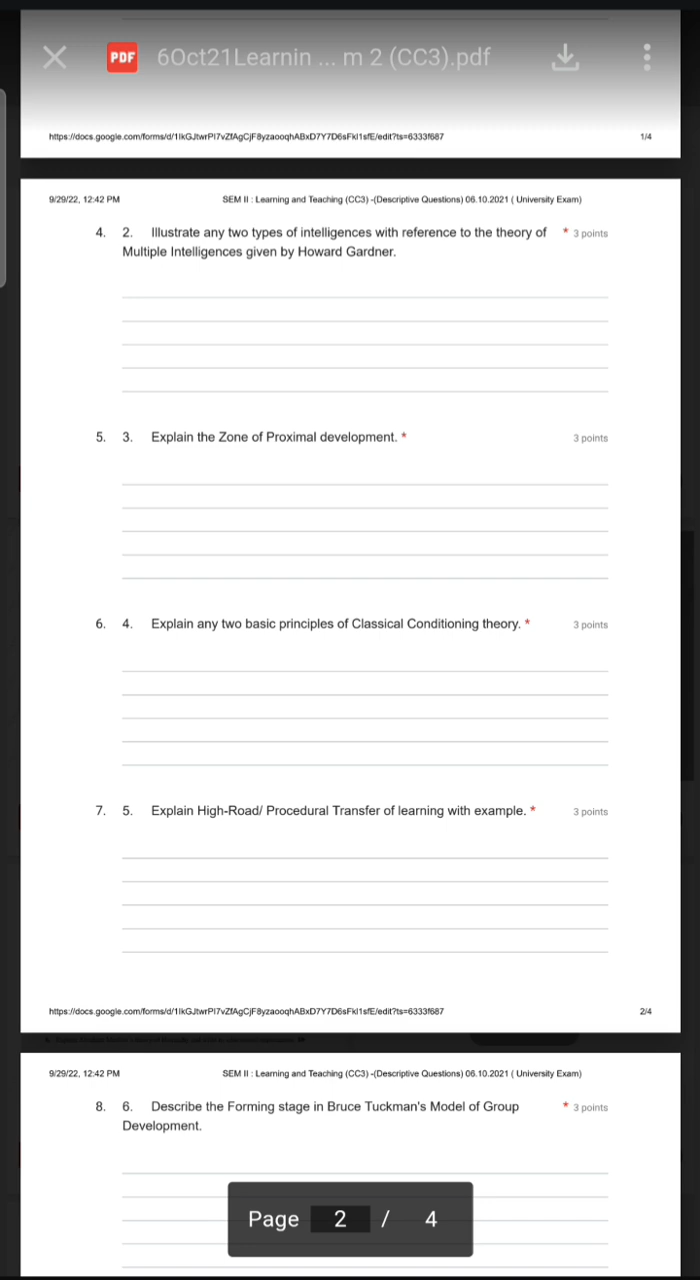 PDF 6Oct21Learnin ... m 2 (CC3).pdf
https://docs.google.com/forms/d/1IkGJtwrPI7vZfAgCjF8yzaooqhABxD7Y7D6sFkI1sfE/edit?ts=6333f687 1/4
9/29/22, 12:42 PM SEM II : Learning and Teaching (CC3) -(Descriptive Questions) 06.10.2021 ( University Exam)
4. 2. Illustrate any two types of intelligences with reference to the theory of * 3 points
Multiple Intelligences given by Howard Gardner.
5. 3. Explain the Zone of Proximal development. * 3 points
6. 4. Explain any two basic principles of Classical Conditioning theory. * 3 points
7. 5. Explain High-Road/ Procedural Transfer of learning with example. * 3 points
https://docs.google.com/forms/d/1IkGJtwrPI7vZfAgCjF8yzaooqhABxD7Y7D6sFkI1sfE/edit?ts=6333f687 2/4
9/29/22, 12:42 PM SEM II : Learning and Teaching (CC3) -(Descriptive Questions) 06.10.2021 ( University Exam)
8. 6. Describe the Forming stage in Bruce Tuckman's Model of Group * 3 points
Development.
Page 2 / 4